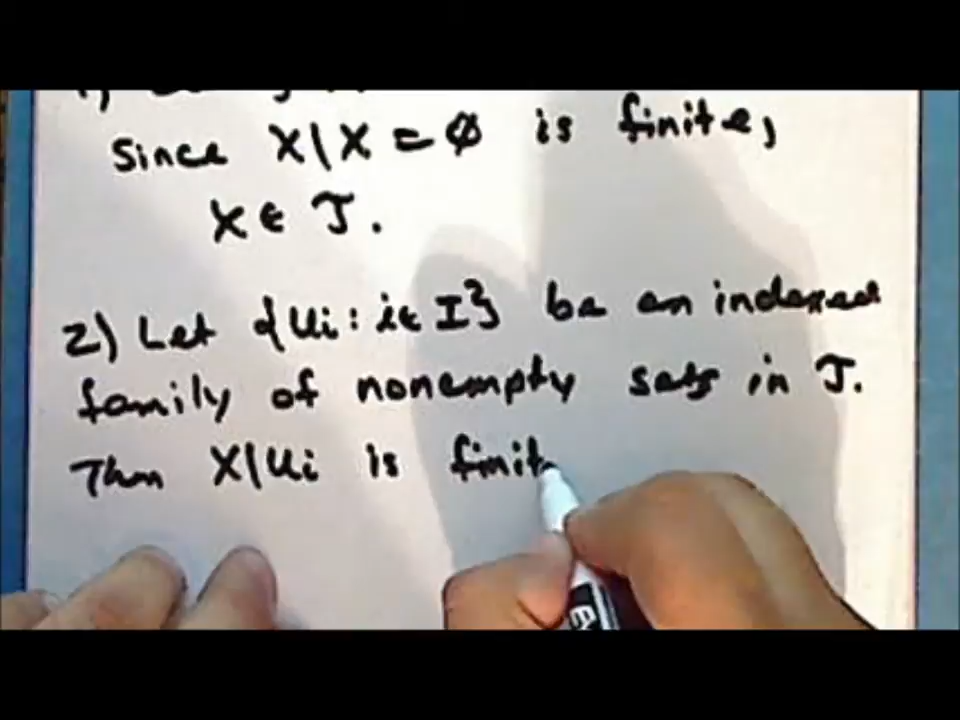 Since X\X = ∅ is finite,
X ∈ T.
2) Let {Ui : i ∈ I} be an indexed
family of nonempty sets in T.
Then X\Ui is finit